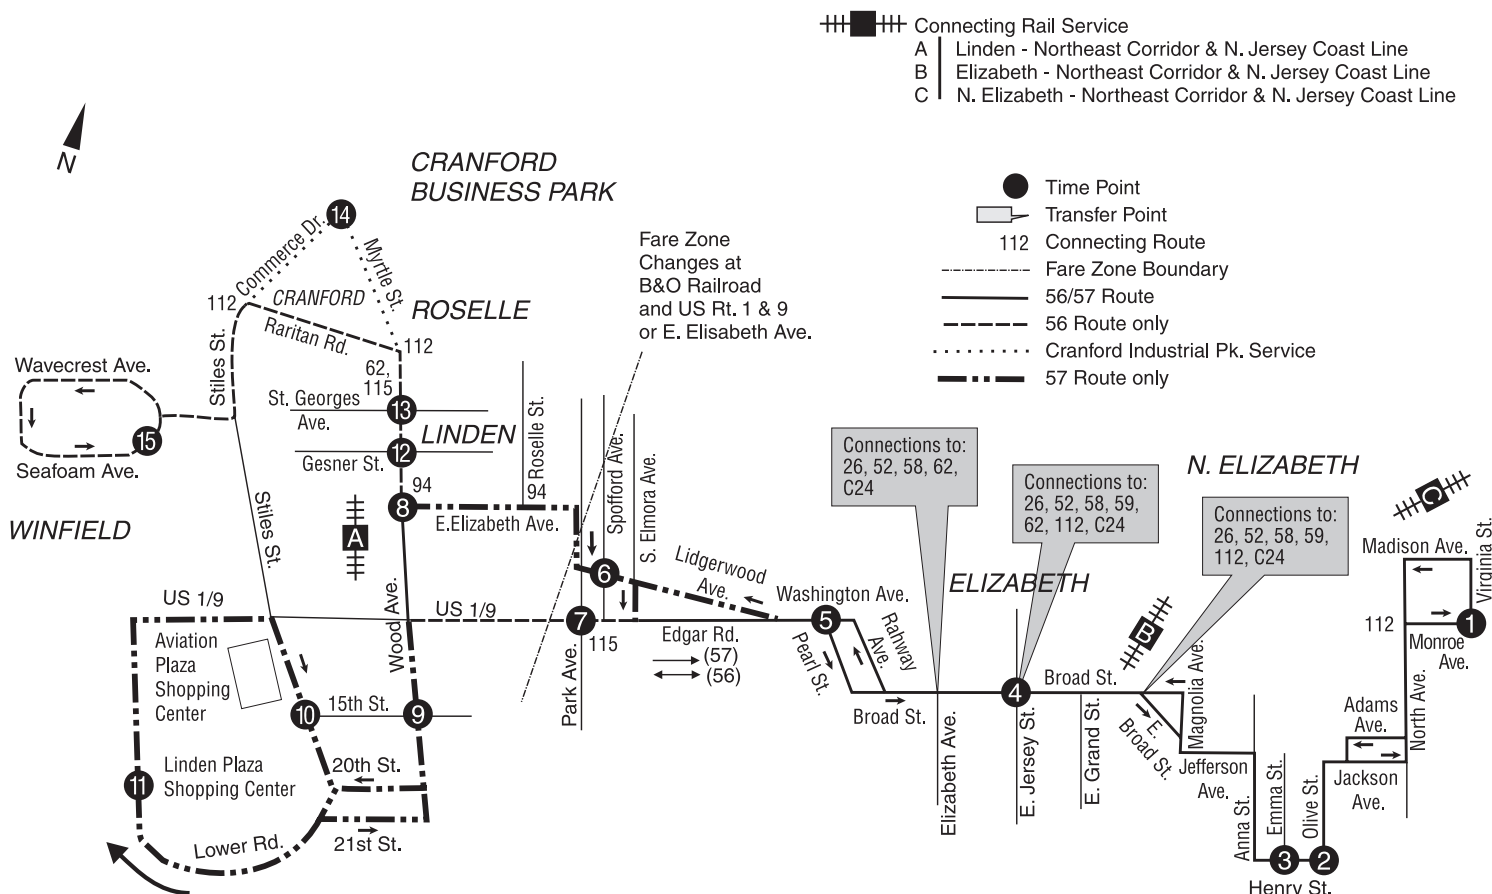 Connecting Rail Service
A Linden - Northeast Corridor & N. Jersey Coast Line
B Elizabeth - Northeast Corridor & N. Jersey Coast Line
C N. Elizabeth - Northeast Corridor & N. Jersey Coast Line
N
CRANFORD
BUSINESS PARK
Time Point
Transfer Point
112 Connecting Route
Fare Zone Boundary
56/57 Route
56 Route only
Cranford Industrial Pk. Service
57 Route only
Fare Zone
Changes at
B&O Railroad
and US Rt. 1 & 9
or E. Elisabeth Ave.
14
Commerce Dr.
Myrtle St.
112
CRANFORD
ROSELLE
Raritan Rd.
112
Stiles St.
62,
115
Wavecrest Ave.
St. Georges
Ave.
13
15
Seafoam Ave.
LINDEN
Gesner St.
12
94
8
E.Elizabeth Ave.
94 Roselle St.
Spofford Ave.
S. Elmora Ave.
WINFIELD
Stiles St.
A
Connections to:
26, 52, 58, 62,
C24
Connections to:
26, 52, 58, 59,
62, 112, C24
N. ELIZABETH
Connections to:
26, 52, 58, 59,
112, C24
C
Madison Ave.
Virginia St.
6
Lidgerwood
Ave.
ELIZABETH
Washington Ave.
US 1/9
Wood Ave.
US 1/9
7
115
Edgar Rd.
(57)
(56)
5
Pearl St.
Rahway
Ave.
B
112
1
Monroe
Ave.
Aviation
Plaza
Shopping
Center
Park Ave.
Broad St.
4
Broad St.
Magnolia Ave.
North Ave.
10
15th St.
9
Elizabeth Ave.
E. Jersey St.
E. Grand St.
E.
Broad St.
Adams
Ave.
Jefferson
Ave.
Jackson
Ave.
11
Linden Plaza
Shopping Center
20th St.
21st St.
Lower Rd.
Anna St.
Emma St.
Olive St.
3
2
Henry St.